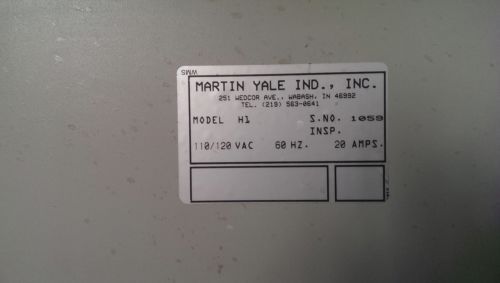 WMS
MARTIN YALE IND., INC.
251 WEDCOR AVE., WABASH, IN 46992
TEL. (219) 563-0641
MODEL H1 S.NO. 1059
INSP.
110/120 VAC 60 HZ. 20 AMPS.